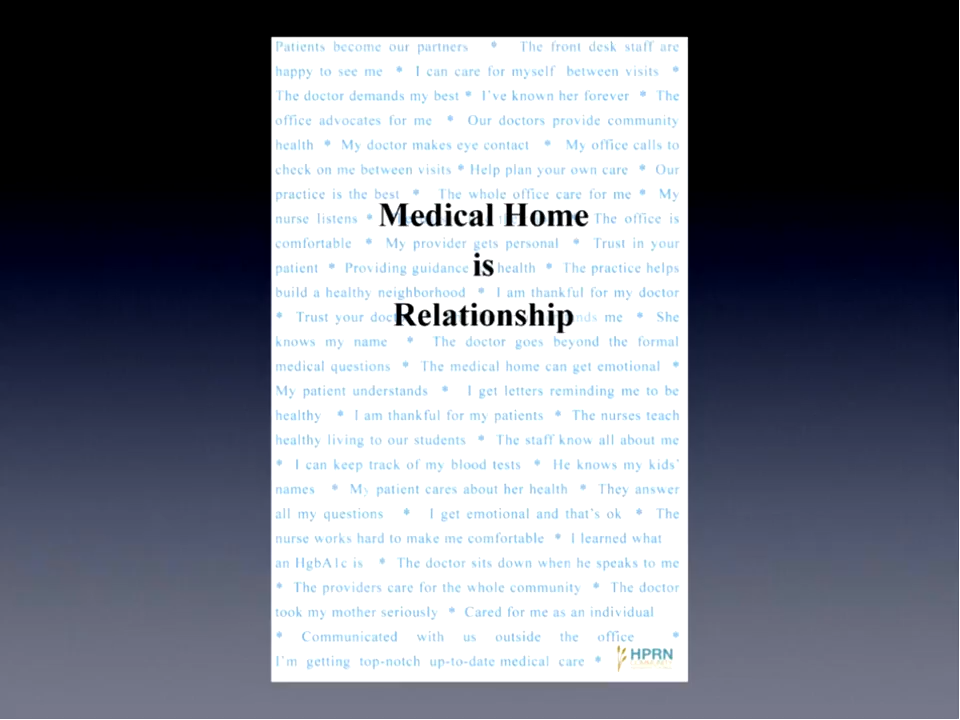 Patients become our partners * The front desk staff are
happy to see me * I can care for myself between visits *
The doctor demands my best * I've known her forever * The
office advocates for me * Our doctors provide community
health * My doctor makes eye contact * My office calls to
check on me between visits * Help plan your own care * Our
practice is the best * The whole office care for me * My
nurse listens * The office is
Medical Home
comfortable * My provider gets personal * Trust in your
patient * Providing guidance health * The practice helps
is
build a healthy neighborhood * I am thankful for my doctor
* Trust your me * She
Relationship
knows my name * The doctor goes beyond the formal
medical questions * The medical home can get emotional *
My patient understands * I get letters reminding me to be
healthy * I am thankful for my patients * The nurses teach
healthy living to our students * The staff know all about me
* I can keep track of my blood tests * He knows my kids'
names * My patient cares about her health * They answer
all my questions * I get emotional and that's ok * The
nurse works hard to make me comfortable * I learned what
an HgbA1c is * The doctor sits down when he speaks to me
* The providers care for the whole community * The doctor
took my mother seriously * Cared for me as an individual
* Communicated with us outside the office *
I'm getting top-notch up-to-date medical care *
HPRN